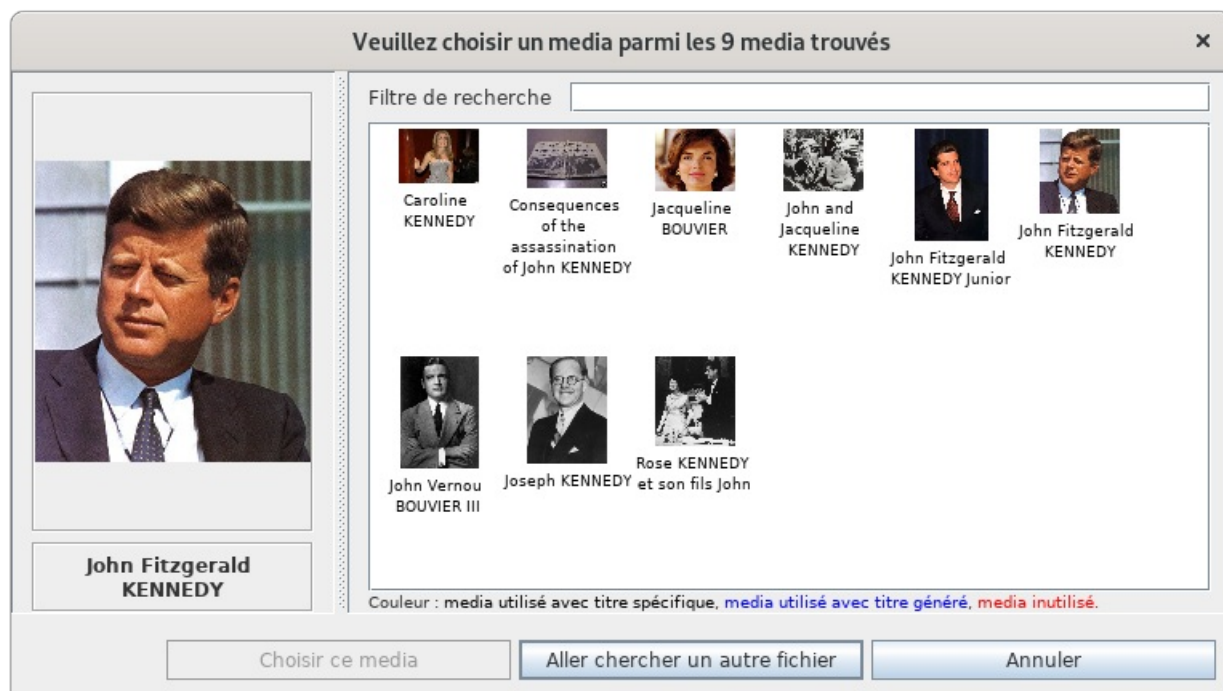 Veuillez choisir un media parmi les 9 media trouvés
×
Filtre de recherche
Caroline
KENNEDY
Consequences
of the
assassination
of John KENNEDY
Jacqueline
BOUVIER
John and
Jacqueline
KENNEDY
John Fitzgerald
KENNEDY Junior
John Fitzgerald
KENNEDY
John Vernou
BOUVIER III
Joseph KENNEDY
Rose KENNEDY
et son fils John
John Fitzgerald
KENNEDY
Couleur : media utilisé avec titre spécifique, media utilisé avec titre généré, media inutilisé.
Choisir ce media
Aller chercher un autre fichier
Annuler